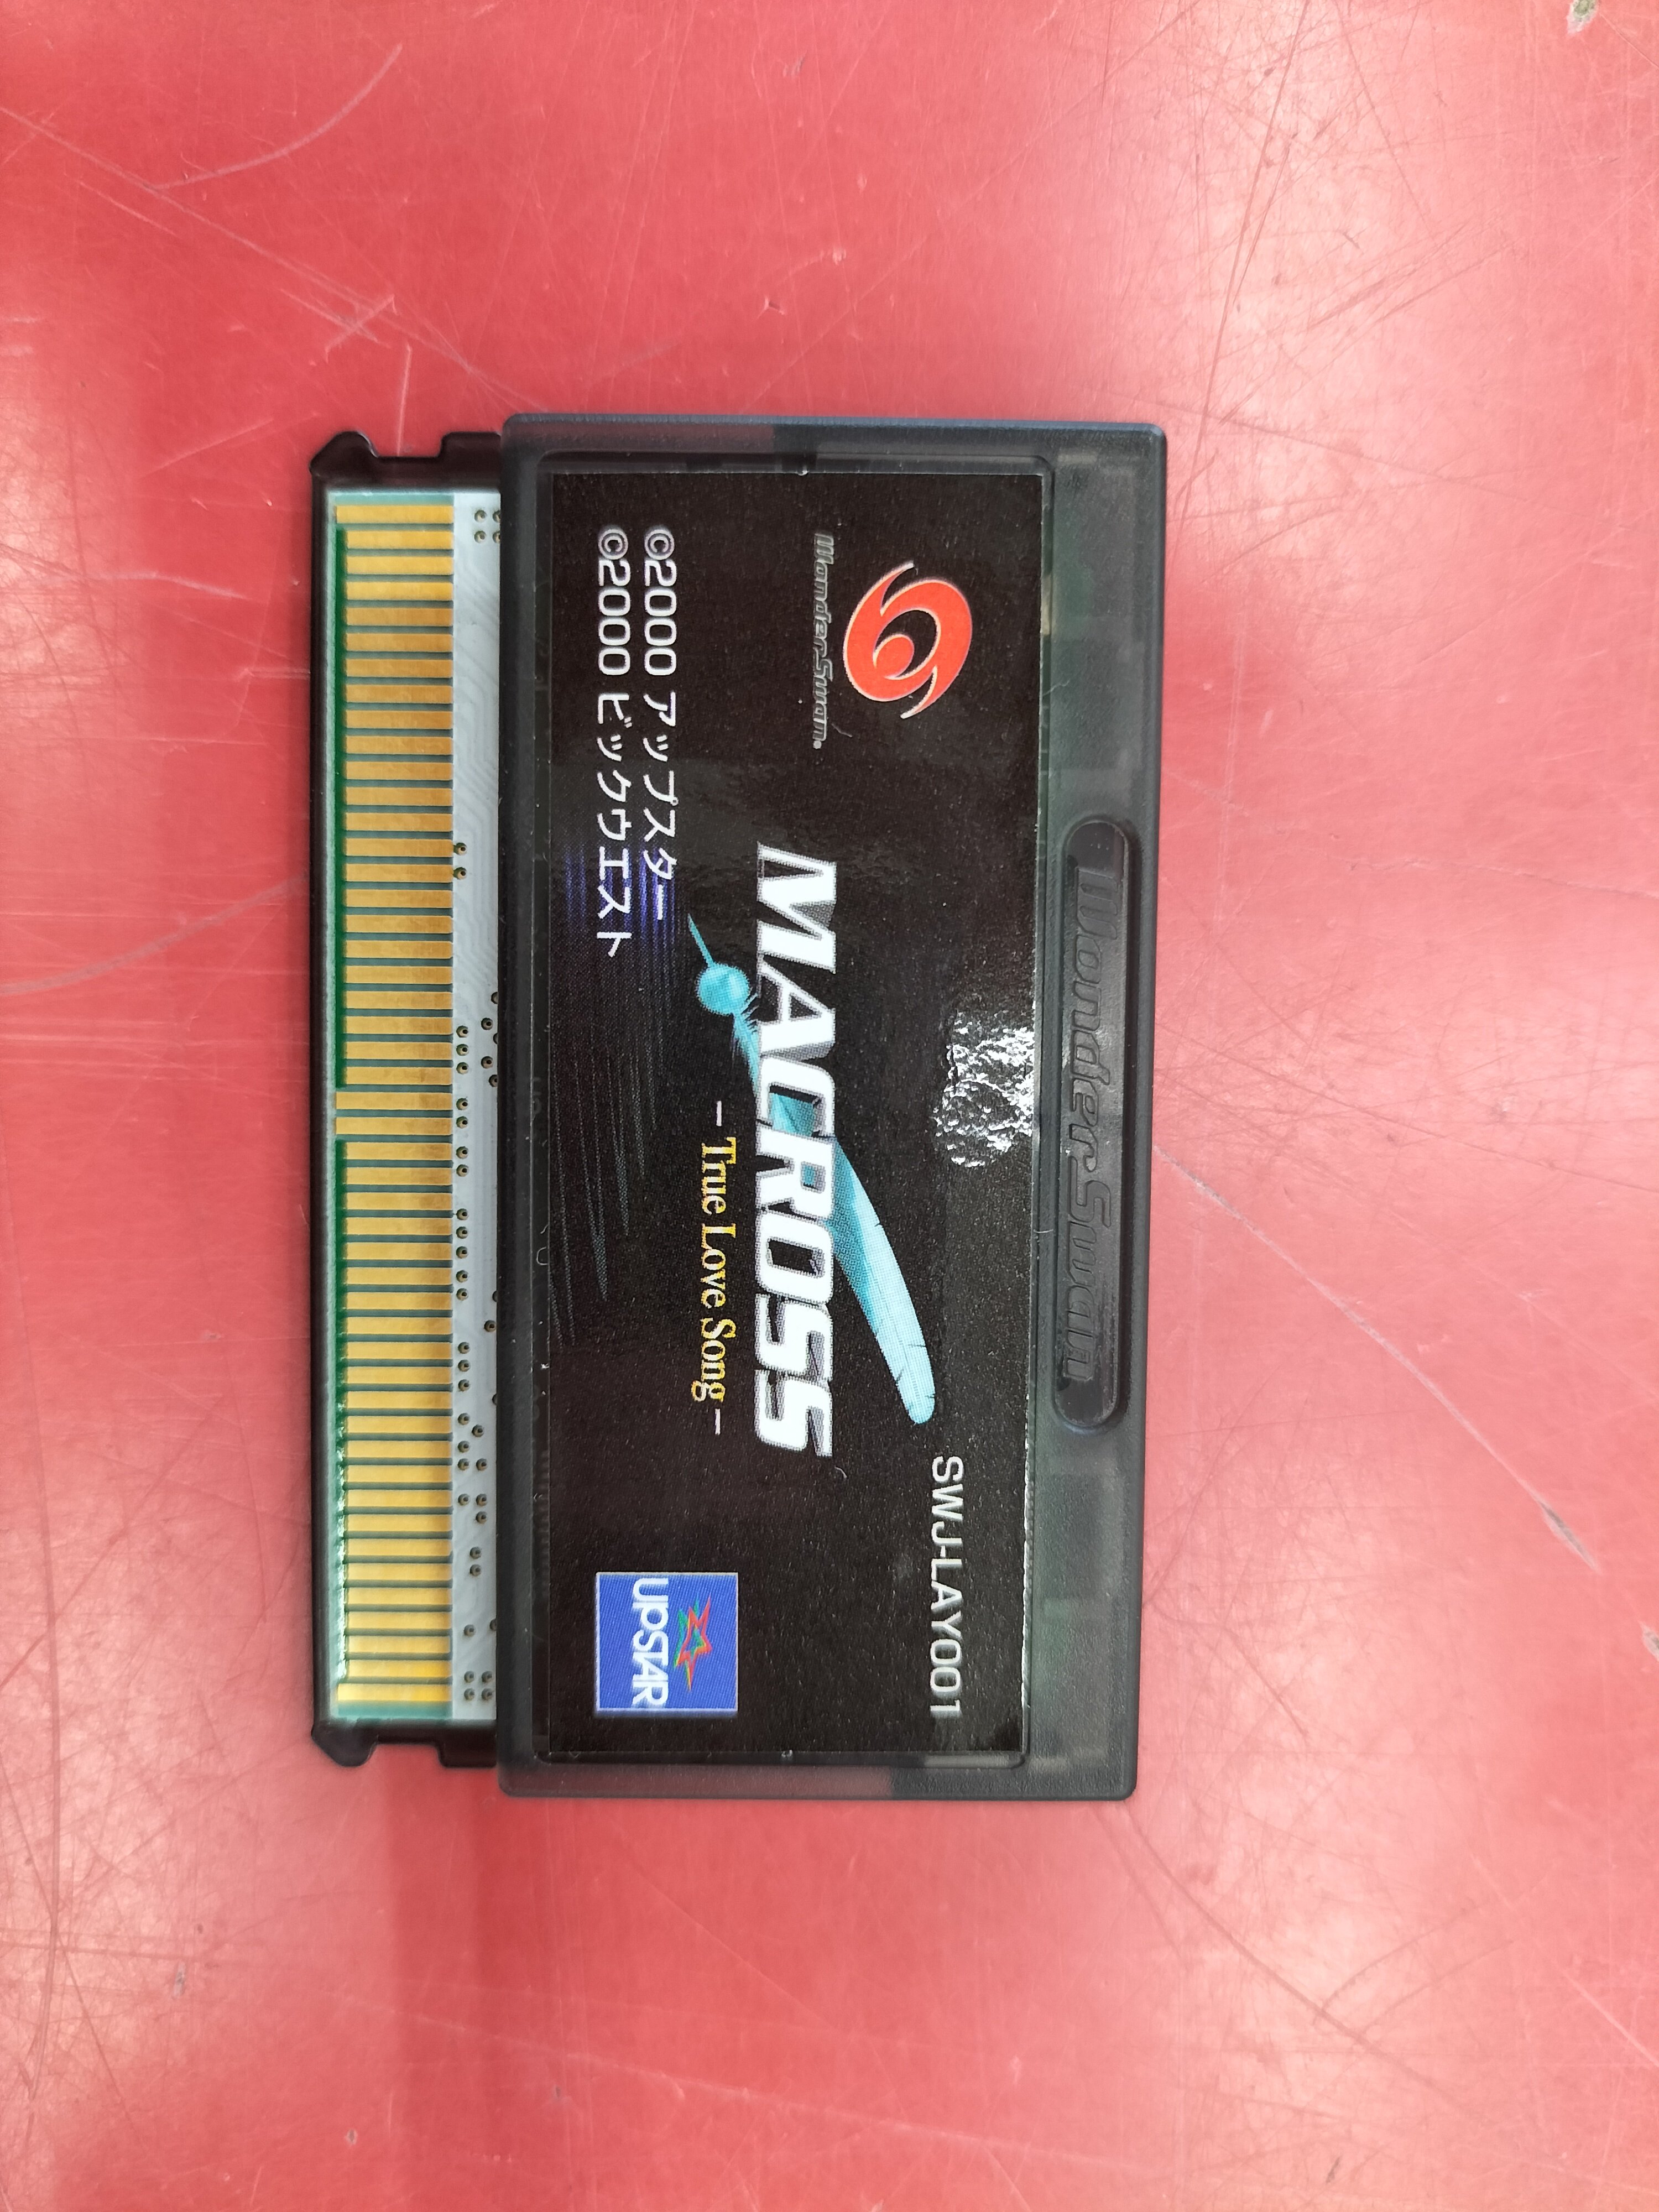 WonderSwan
SWJ-LAY001
WonderSwan
MACROSS
– True Love Song –
©2000 アップスター
©2000 ビックウエスト
UPSTAR